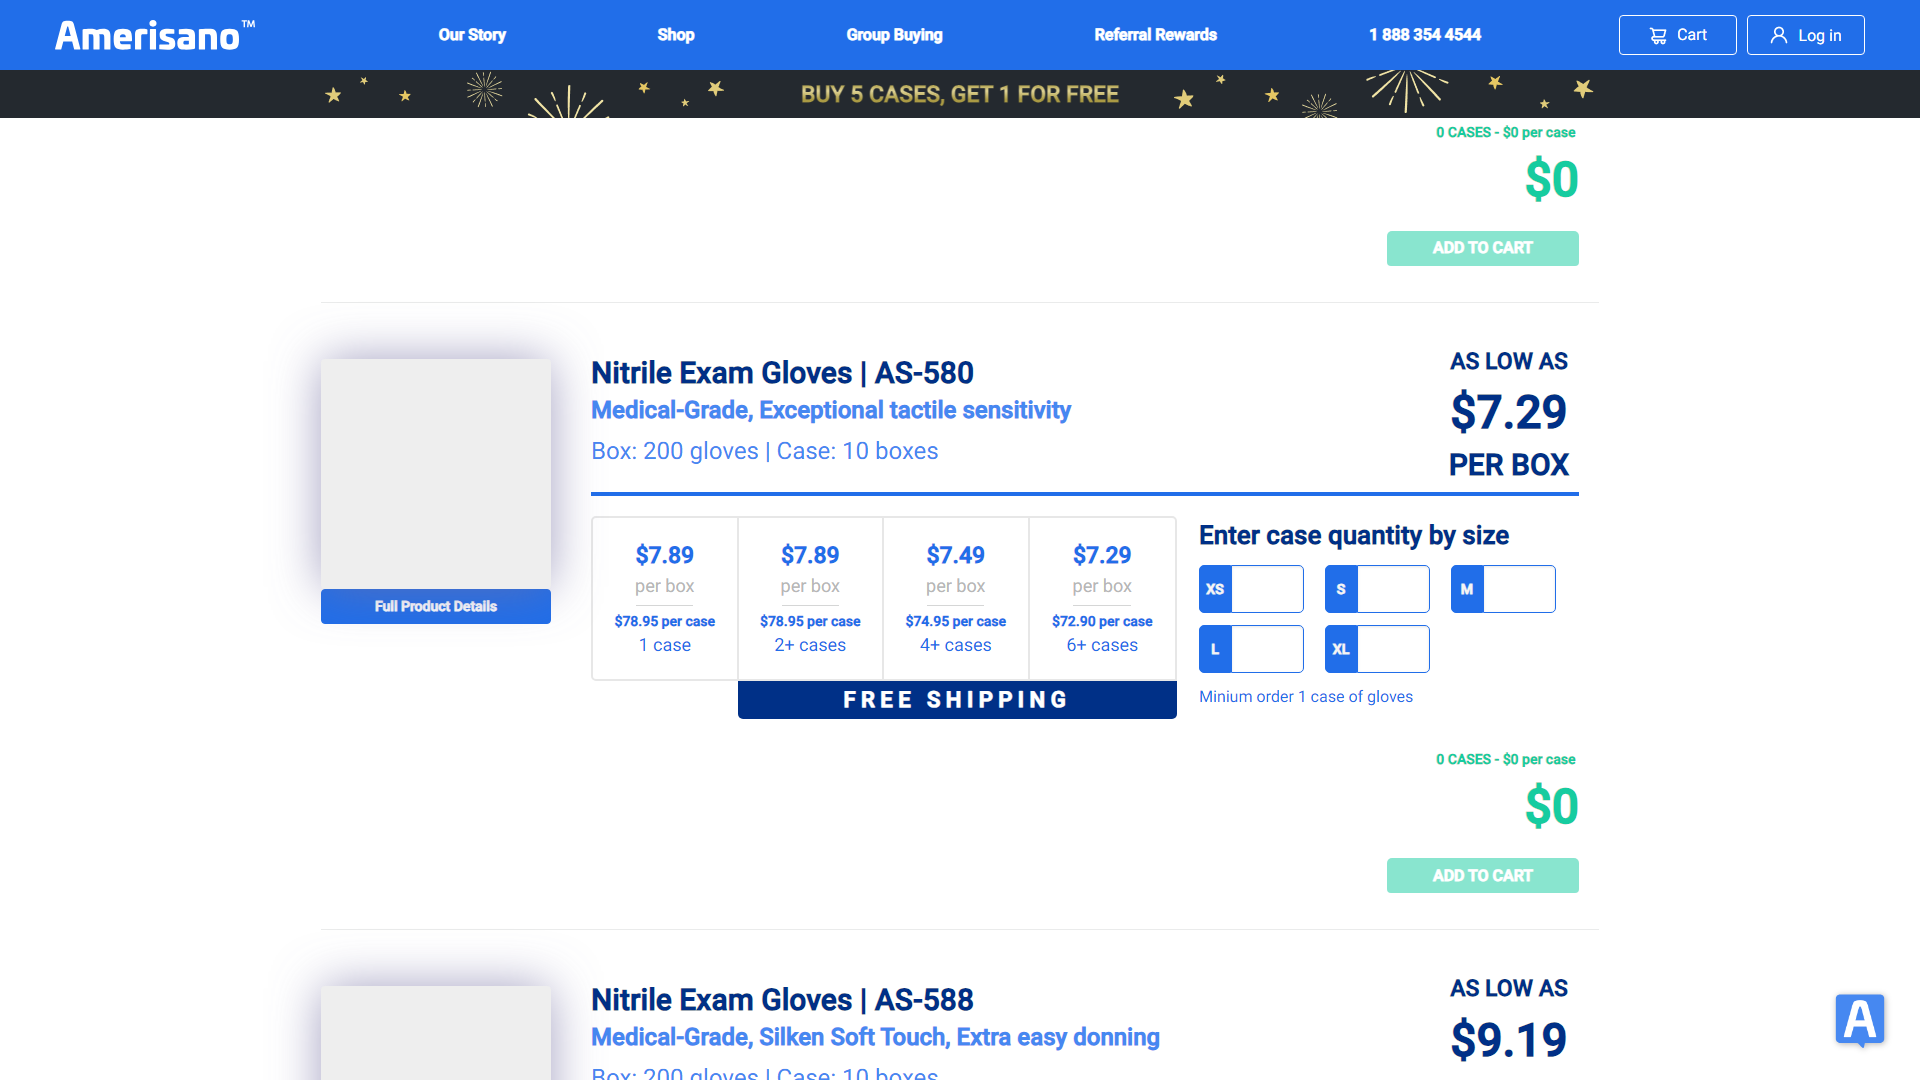 Amerisano™
Our Story
Shop
Group Buying
Referral Rewards
1 888 354 4544
Cart
Log in
BUY 5 CASES, GET 1 FOR FREE
0 CASES - $0 per case
$0
ADD TO CART
Nitrile Exam Gloves | AS-580
Medical-Grade, Exceptional tactile sensitivity
Box: 200 gloves | Case: 10 boxes
AS LOW AS
$7.29
PER BOX
Full Product Details
$7.89
per box
$78.95 per case
1 case
$7.89
per box
$78.95 per case
2+ cases
$7.49
per box
$74.95 per case
4+ cases
$7.29
per box
$72.90 per case
6+ cases
FREE SHIPPING
Enter case quantity by size
XS
S
M
L
XL
Minium order 1 case of gloves
0 CASES - $0 per case
$0
ADD TO CART
Nitrile Exam Gloves | AS-588
Medical-Grade, Silken Soft Touch, Extra easy donning
Box: 200 gloves | Case: 10 boxes
AS LOW AS
$9.19
A